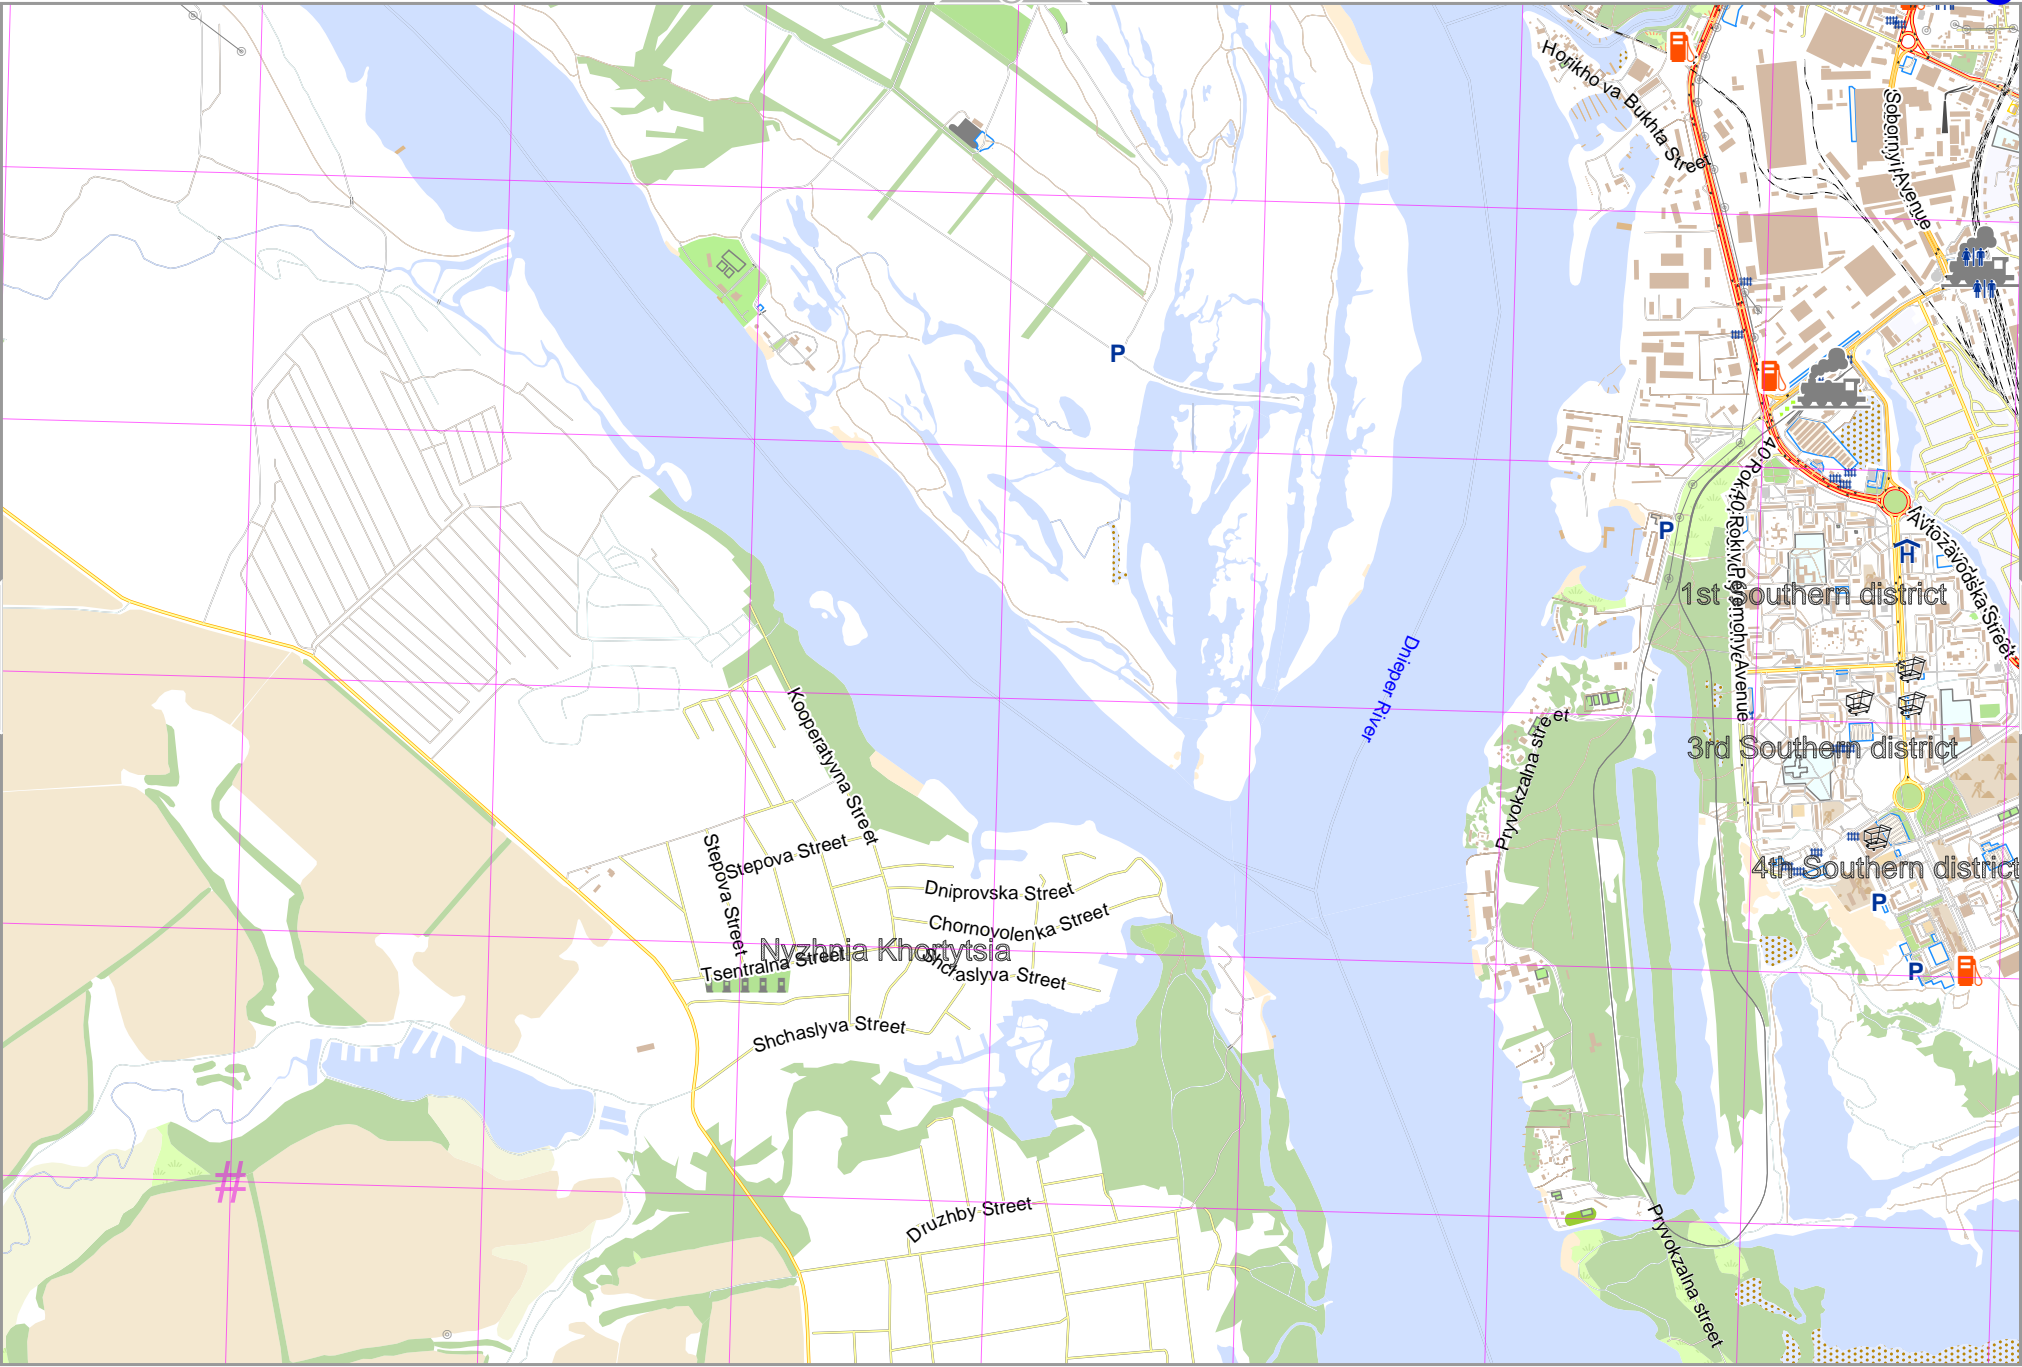 Horikho va Bukhta Street
Sobornyi Avenue
P
40 Rokiv Peremohy Avenue
P
Avtozavodska Street
H
1st Southern district
Dnieper River
Kooperatyvna Street
Pryvokzalna street
3rd Southern district
Stepova Street
Stepova Street
4th Southern district
Dniprovska Street
P
Chornovolenka Street
Nyzhnia Khortytsia
Tsentralna Street
Shchaslyva Street
P
Shchaslyva Street
#
Druzhby Street
Pryvokzalna street